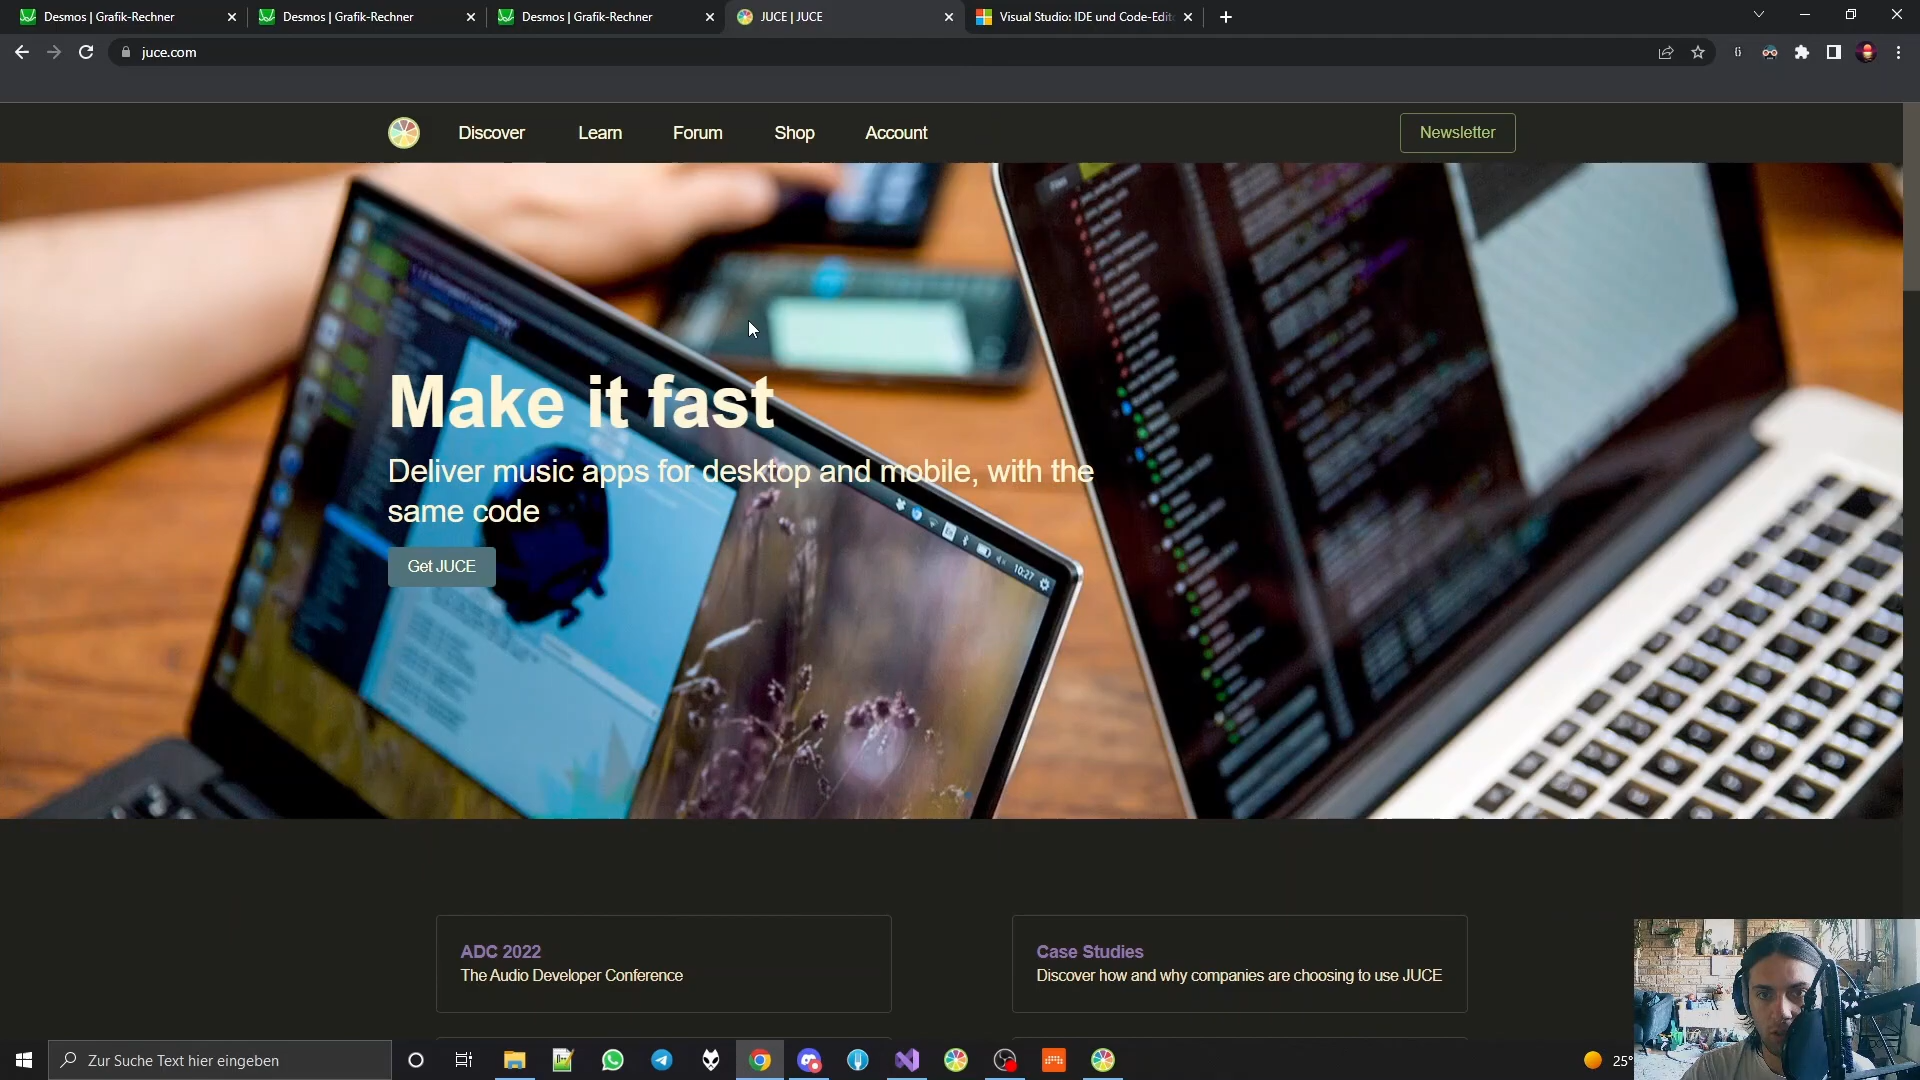 Desmos | Grafik-Rechner
Desmos | Grafik-Rechner
Desmos | Grafik-Rechner
JUCE | JUCE
Visual Studio: IDE und Code-Edit
juce.com
Discover
Learn
Forum
Shop
Account
Newsletter
Make it fast
Deliver music apps for desktop and mobile, with the
same code
Get JUCE
10:27
ADC 2022
The Audio Developer Conference
Case Studies
Discover how and why companies are choosing to use JUCE
Zur Suche Text hier eingeben
25°